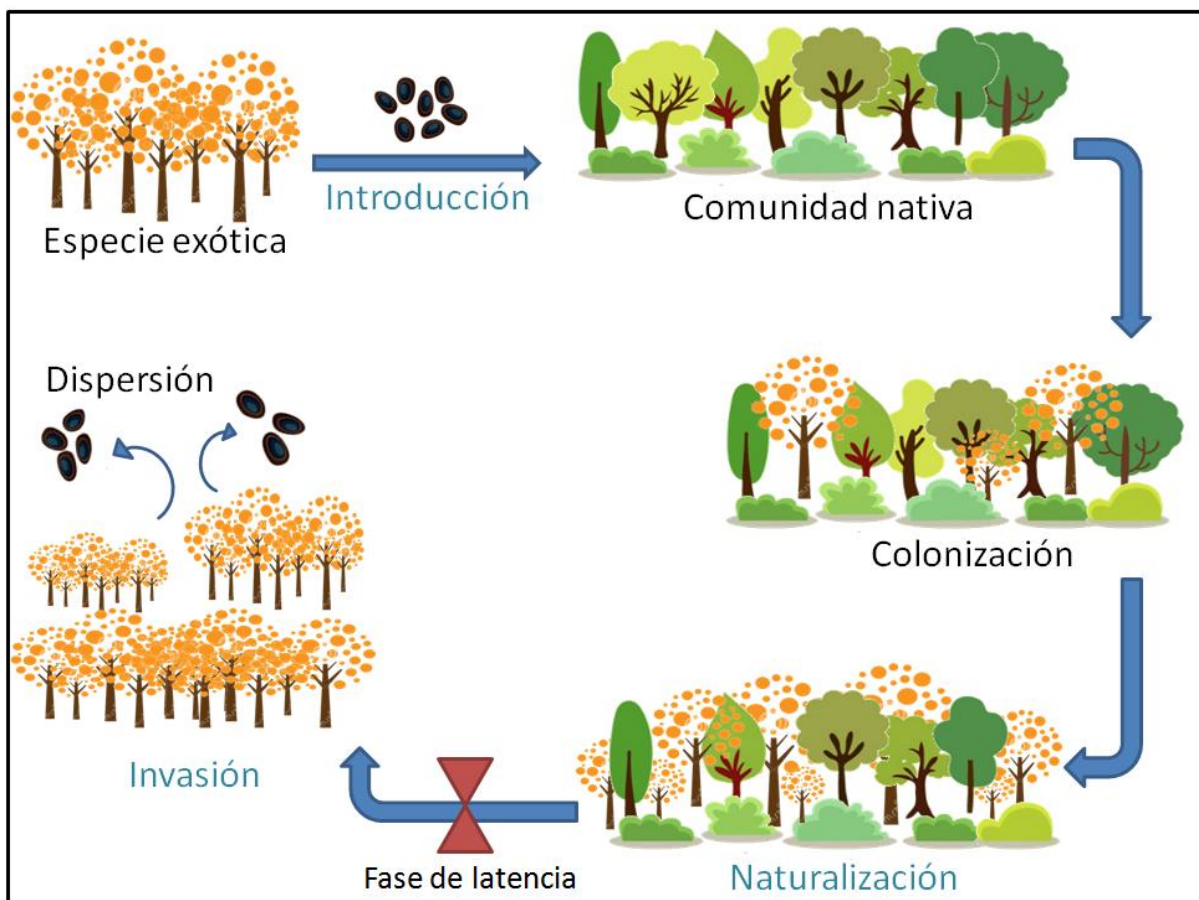 Introducción
Especie exótica
Comunidad nativa
Colonización
Naturalización
Fase de latencia
Invasión
Dispersión